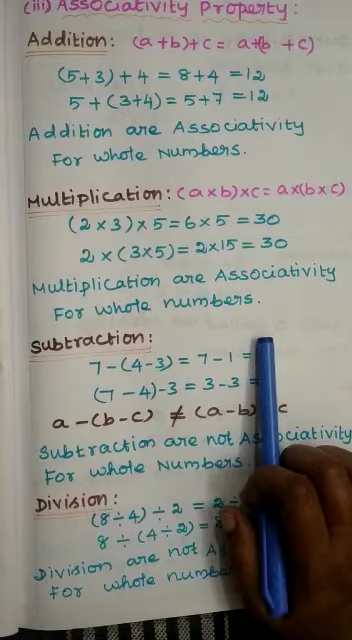 (iii) Associativity Property:
Addition: (a+b)+c = a+(b+c)
(5+3)+4 = 8+4 = 12
5+(3+4) = 5+7 = 12
Addition are Associativity
For whole Numbers.
Multiplication: (a×b)×c = a×(b×c)
(2×3)×5 = 6×5 = 30
2×(3×5) = 2×15 = 30
Multiplication are Associativity
For whole numbers.
Subtraction:
7-(4-3) = 7-1 =
(7-4)-3 = 3-3 =
a-(b-c) ≠ (a-b) c
Subtraction are not Associativity
For whole Numbers.
Division:
(8÷4)÷2 = 2÷
8÷(4÷2) =
Division are not A
For whole